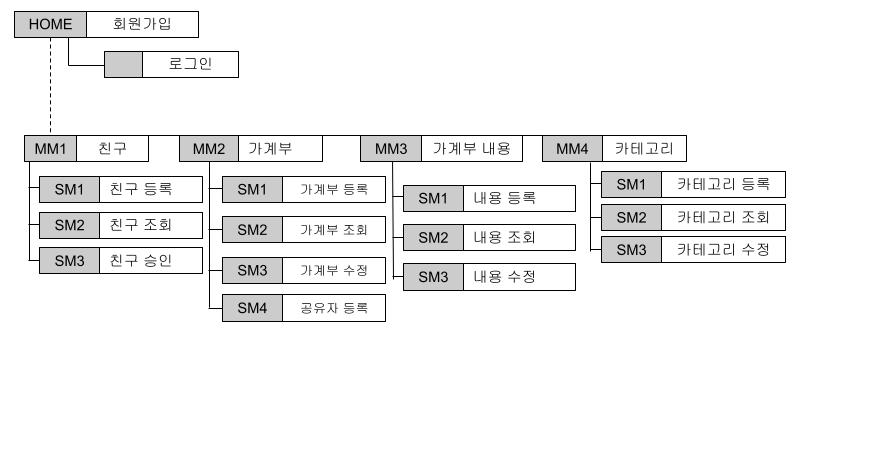 HOME 회원가입
로그인
MM1 친구
MM2 가계부
MM3 가계부 내용
MM4 카테고리
SM1 친구 등록
SM2 친구 조회
SM3 친구 승인
SM1 가계부 등록
SM2 가계부 조회
SM3 가계부 수정
SM4 공유자 등록
SM1 내용 등록
SM2 내용 조회
SM3 내용 수정
SM1 카테고리 등록
SM2 카테고리 조회
SM3 카테고리 수정